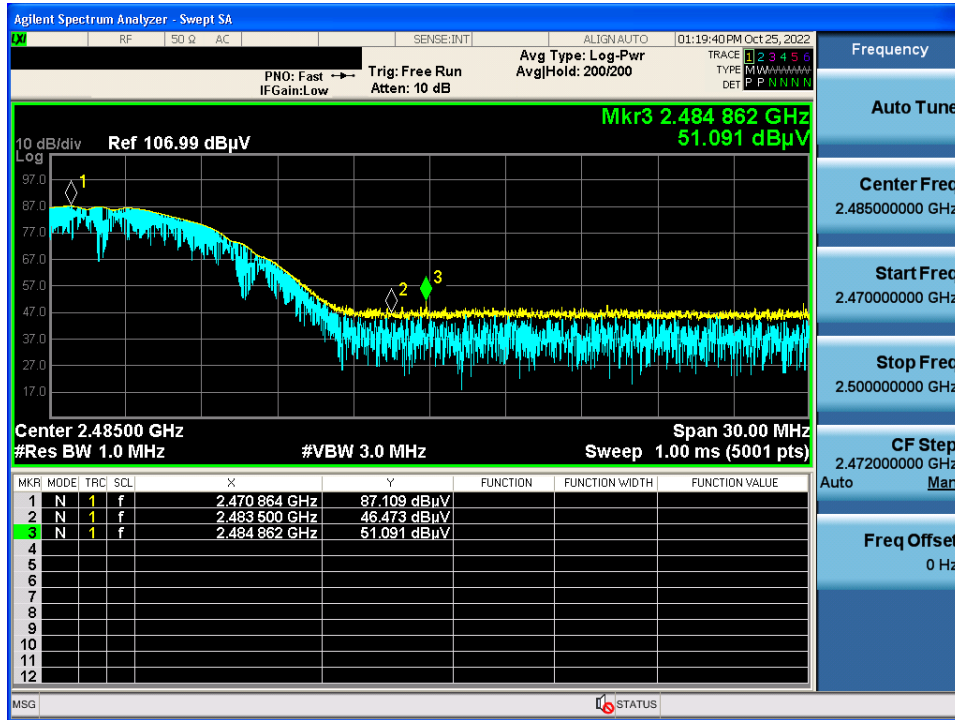 Agilent Spectrum Analyzer - Swept SA
LXI RF 50 Ω AC SENSE:INT ALIGN AUTO 01:19:40 PM Oct 25, 2022
PNO: Fast
IFGain:Low
Trig: Free Run
Atten: 10 dB
Avg Type: Log-Pwr
Avg|Hold: 200/200
TRACE 1 2 3 4 5 6
TYPE M W
DET P P N N N N
Mkr3 2.484 862 GHz
51.091 dBµV
10 dB/div Ref 106.99 dBµV
Log
97.0
87.0
77.0
67.0
57.0
47.0
37.0
27.0
17.0
1
2
3
Center 2.48500 GHz Span 30.00 MHz
#Res BW 1.0 MHz #VBW 3.0 MHz Sweep 1.00 ms (5001 pts)
MKR MODE TRC SCL X Y FUNCTION FUNCTION WIDTH FUNCTION VALUE
1 N 1 f 2.470 864 GHz 87.109 dBµV
2 N 1 f 2.483 500 GHz 46.473 dBµV
3 N 1 f 2.484 862 GHz 51.091 dBµV
4
5
6
7
8
9
10
11
12
MSG STATUS
Frequency
Auto Tune
Center Freq
2.485000000 GHz
Start Freq
2.470000000 GHz
Stop Freq
2.500000000 GHz
CF Step
2.472000000 GHz
Auto Man
Freq Offset
0 Hz